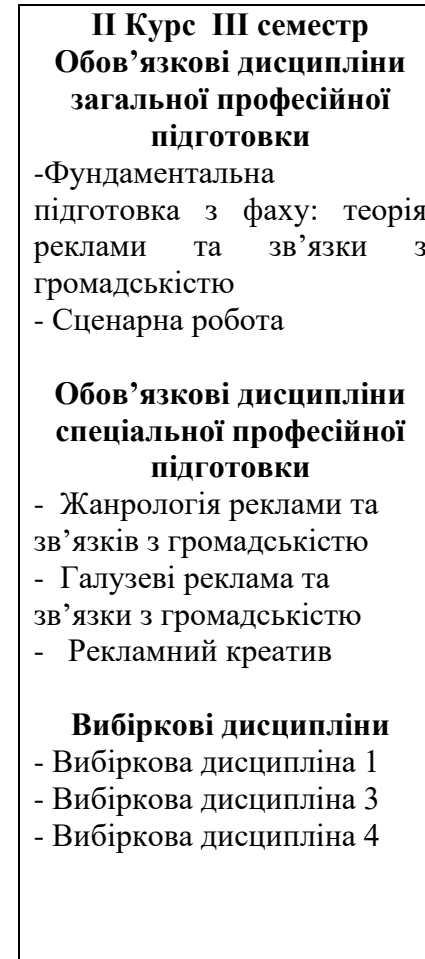 ІІ Курс ІІІ семестр
Обов’язкові дисципліни
загальної професійної
підготовки
-Фундаментальна
підготовка з фаху: теорія
реклами та зв’язки з
громадськістю
- Сценарна робота
Обов’язкові дисципліни
спеціальної професійної
підготовки
- Жанрологія реклами та
зв’язків з громадськістю
- Галузеві реклама та
зв’язки з громадськістю
- Рекламний креатив
Вибіркові дисципліни
- Вибіркова дисципліна 1
- Вибіркова дисципліна 3
- Вибіркова дисципліна 4